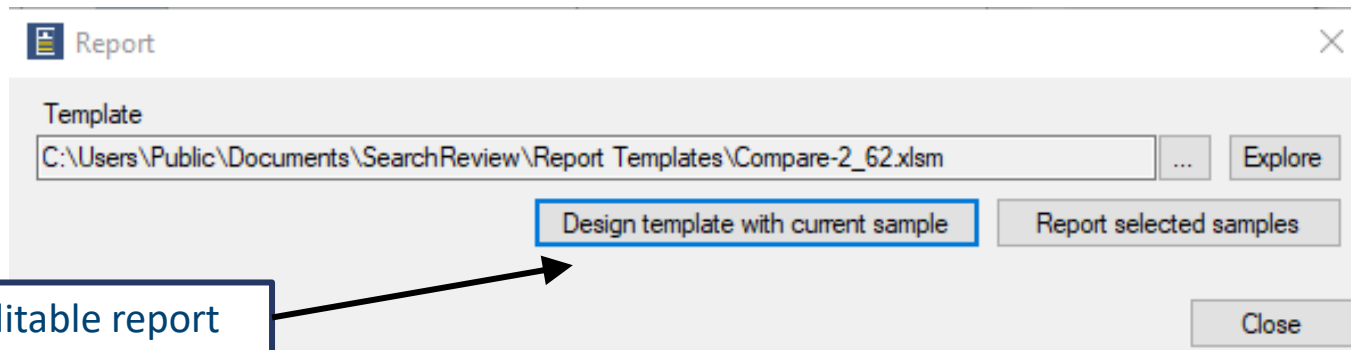 Report
Template
C:\Users\Public\Documents\SearchReview\Report Templates\Compare-2_62.xlsm ... Explore
Design template with current sample Report selected samples
report
Close